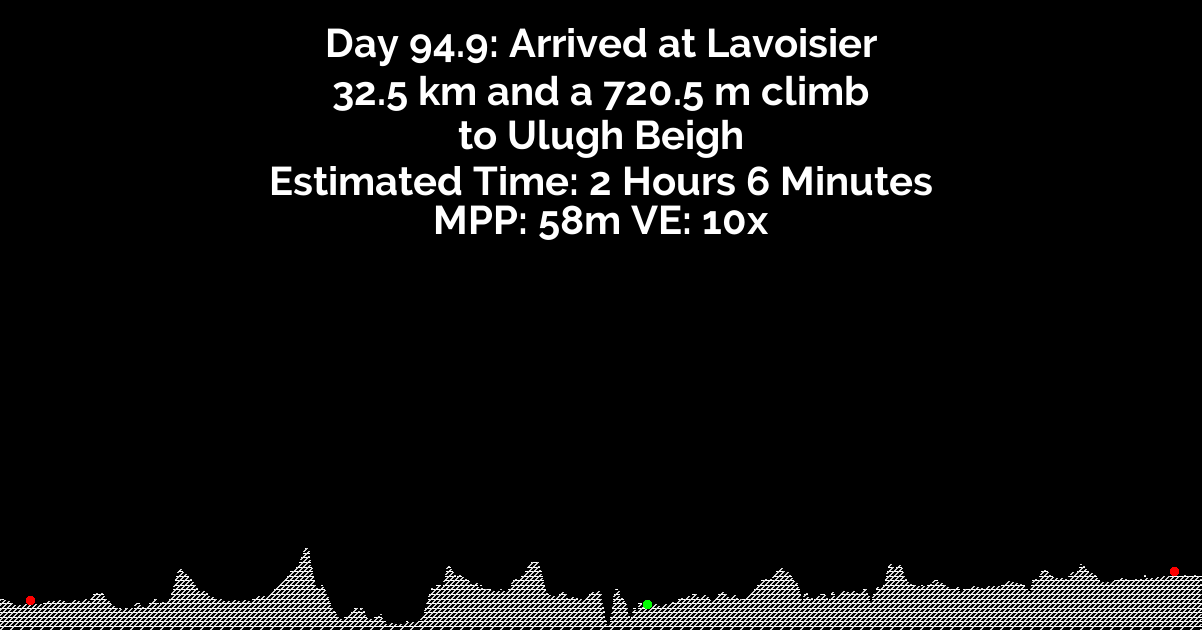 Day 94.9: Arrived at Lavoisier
32.5 km and a 720.5 m climb
to Ulugh Beigh
Estimated Time: 2 Hours 6 Minutes
MPP: 58m VE: 10x